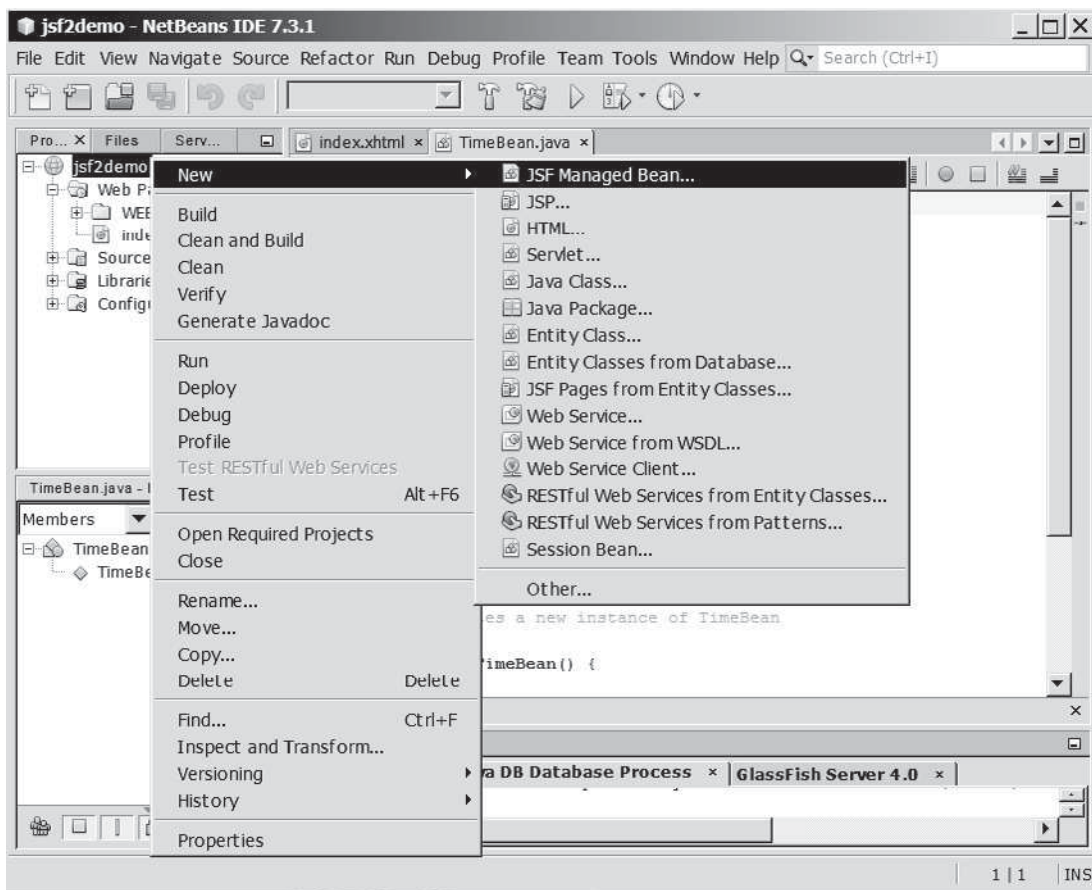 jsf2demo - NetBeans IDE 7.3.1
File Edit View Navigate Source Refactor Run Debug Profile Team Tools Window Help Search (Ctrl+I)
Pro... Files Serv... index.xhtml TimeBean.java
jsf2demo
Web Pa
WEB
inde
Source
Librarie
Configu
New
Build
Clean and Build
Clean
Verify
Generate Javadoc
Run
Deploy
Debug
Profile
Test RESTful Web Services
Test Alt+F6
Open Required Projects
Close
Rename...
Move...
Copy...
Delete Delete
Find... Ctrl+F
Inspect and Transform...
Versioning
History
Properties
JSF Managed Bean...
JSP...
HTML...
Servlet...
Java Class...
Java Package...
Entity Class...
Entity Classes from Database...
JSF Pages from Entity Classes...
Web Service...
Web Service from WSDL...
Web Service Client...
RESTful Web Services from Entity Classes...
RESTful Web Services from Patterns...
Session Bean...
Other...
TimeBean.java -
Members
TimeBean
TimeBe
es a new instance of TimeBean
TimeBean() {
va DB Database Process GlassFish Server 4.0
1|1 INS